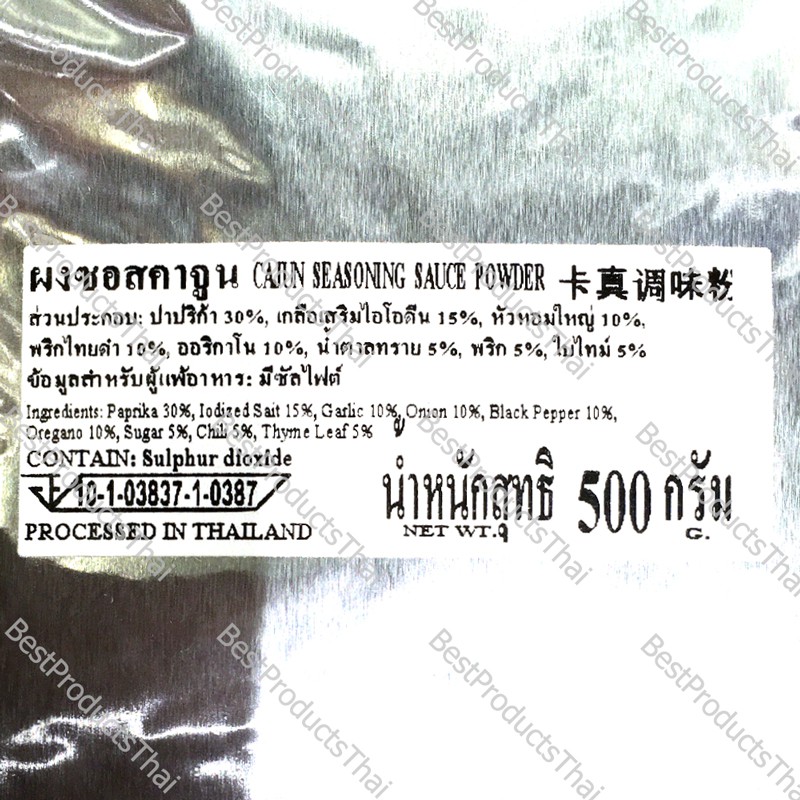 ผงซอสคาจูน CAJUN SEASONING SAUCE POWDER 卡真调味粉
ส่วนประกอบ: ปาปริก้า 30%, เกลือเสริมไอโอดีน 15%, หัวหอมใหญ่ 10%,
พริกไทยดำ 10%, ออริกาโน 10%, น้ำตาลทราย 5%, พริก 5%, ใบไทม์ 5%
ข้อมูลสำหรับผู้แพ้อาหาร: มีซัลไฟต์
Ingredients: Paprika 30%, Iodized Salt 15%, Garlic 10%, Onion 10%, Black Pepper 10%,
Oregano 10%, Sugar 5%, Chili 5%, Thyme Leaf 5%
CONTAIN: Sulphur dioxide
10-1-03837-1-0387
PROCESSED IN THAILAND
น้ำหนักสุทธิ 500 กรัม
NET WT. G.
BestProductsThai